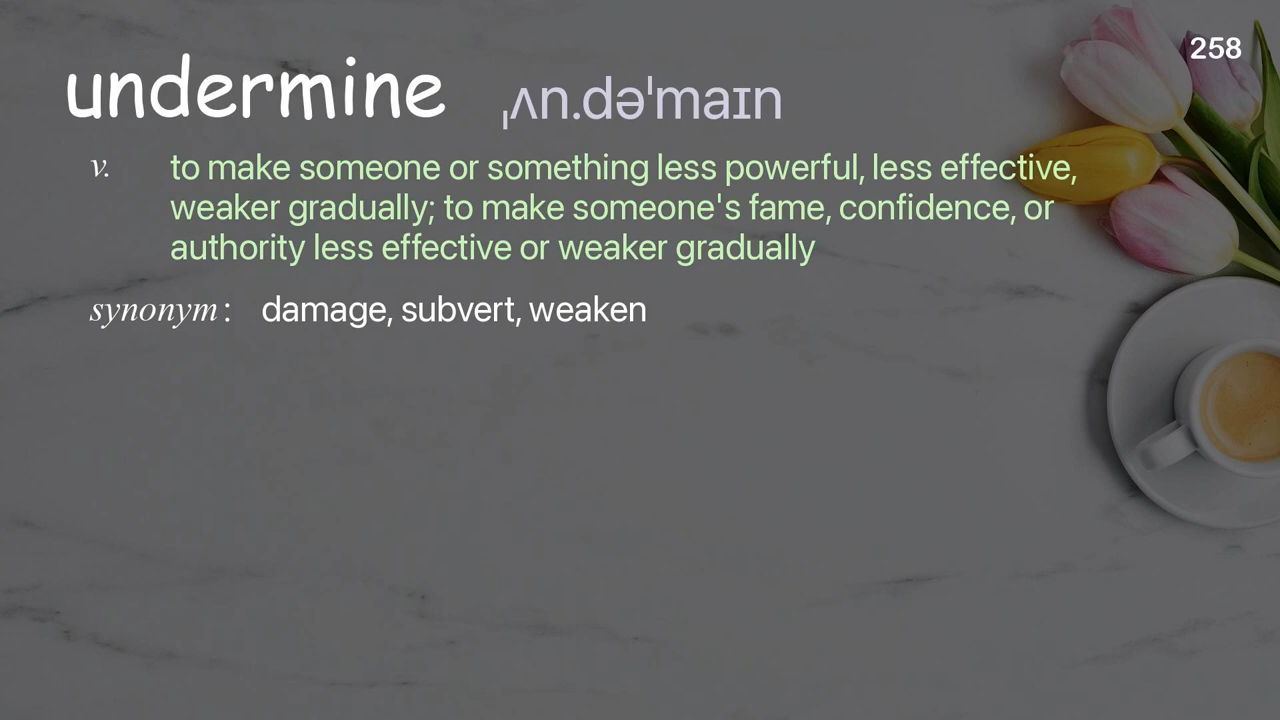 258
undermine ˌʌn.dəˈmaɪn
v. to make someone or something less powerful, less effective,
weaker gradually; to make someone's fame, confidence, or
authority less effective or weaker gradually
synonym: damage, subvert, weaken